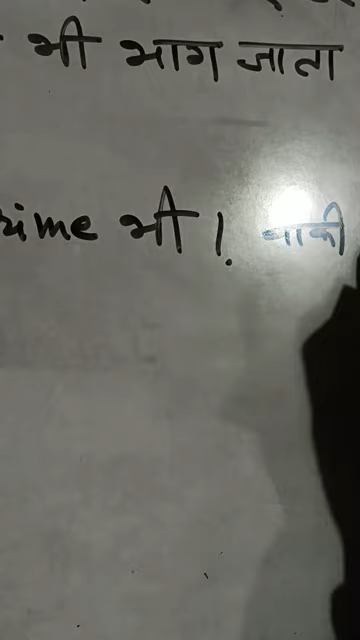 भी भाग जाता
rime भी । बाकी